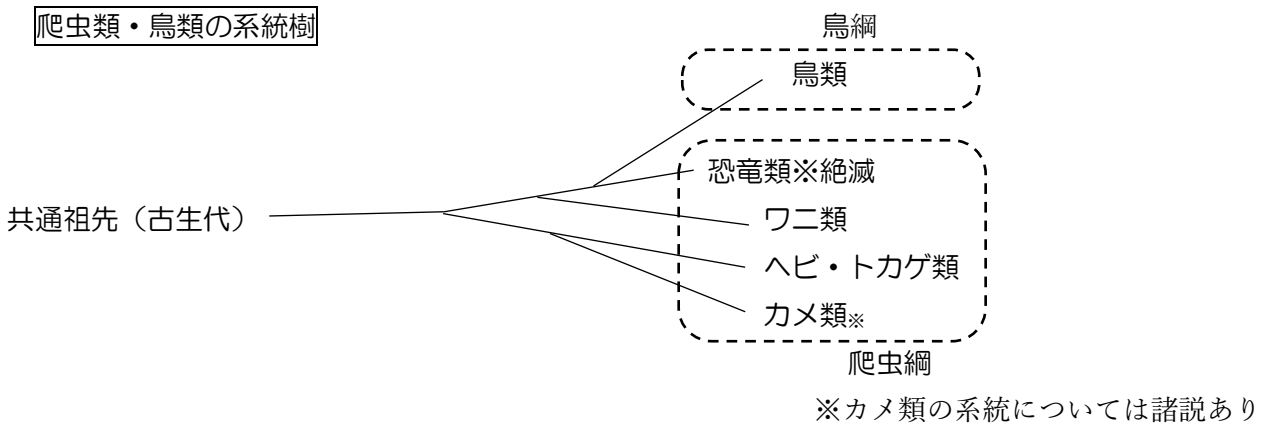 爬虫類・鳥類の系統樹
鳥綱
鳥類
恐竜類※絶滅
共通祖先（古生代）
ワニ類
ヘビ・トカゲ類
カメ類※
爬虫綱
※カメ類の系統については諸説あり